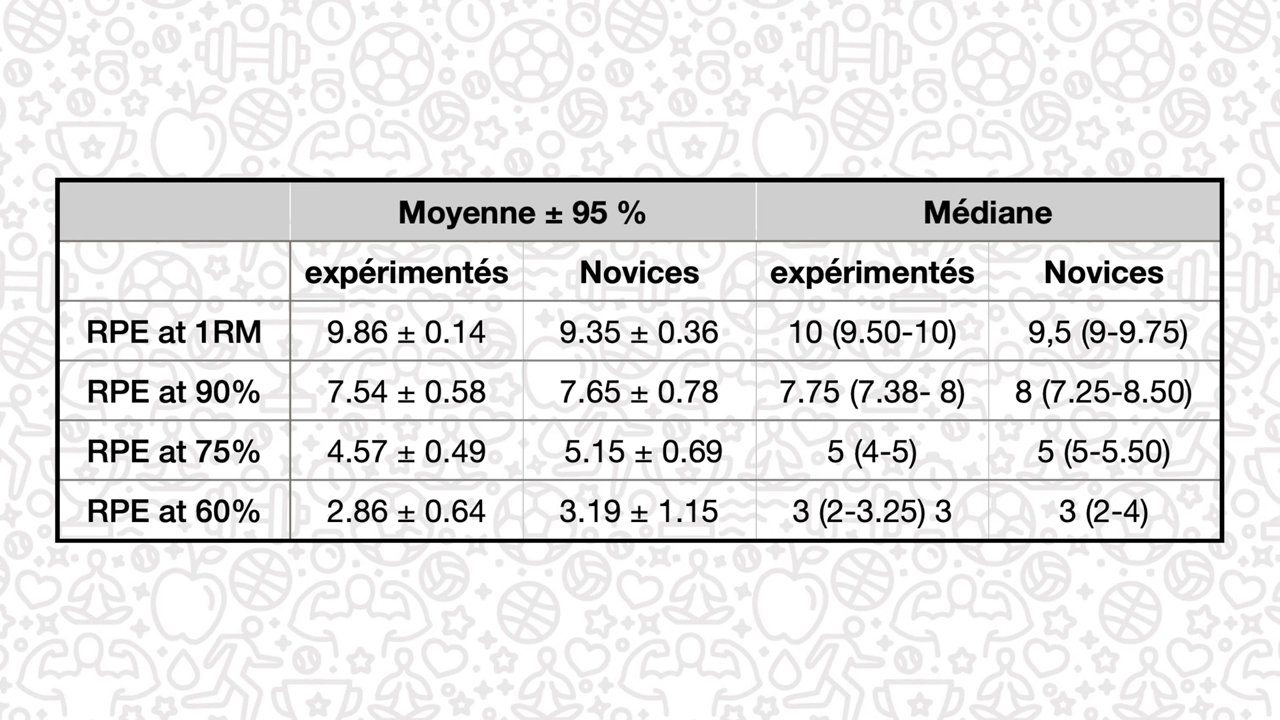 Moyenne ± 95 % Médiane
expérimentés Novices expérimentés Novices
RPE at 1RM 9.86 ± 0.14 9.35 ± 0.36 10 (9.50-10) 9,5 (9-9.75)
RPE at 90% 7.54 ± 0.58 7.65 ± 0.78 7.75 (7.38- 8) 8 (7.25-8.50)
RPE at 75% 4.57 ± 0.49 5.15 ± 0.69 5 (4-5) 5 (5-5.50)
RPE at 60% 2.86 ± 0.64 3.19 ± 1.15 3 (2-3.25) 3 3 (2-4)